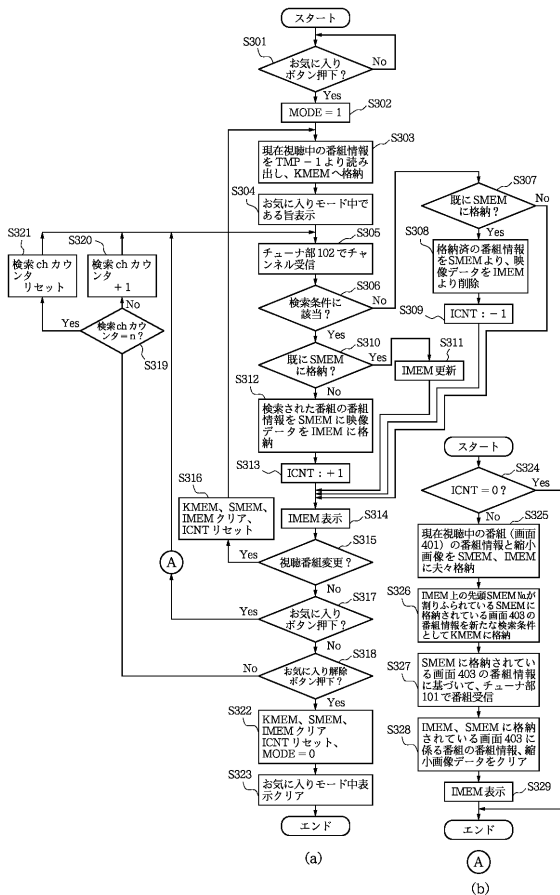 スタート
S301
お気に入り
ボタン押下？
No
Yes
MODE = 1
S302
S303
現在視聴中の番組情報
をTMP-1より読み
出し、KMEMへ格納
S304
お気に入りモード中で
ある旨表示
S305
チューナ部102でチャ
ンネル受信
S306
検索条件に
該当？
No
Yes
S307
既にSMEM
に格納？
No
Yes
S308
格納済の番組情報
をSMEMより、映
像データをIMEM
より削除
S309
ICNT：-1
S310
既にSMEM
に格納？
Yes
No
S311
IMEM更新
S312
検索された番組の番組
情報をSMEMに映像
データをIMEMに格
納
S313
ICNT：+1
S314
IMEM表示
S315
視聴番組変更？
Yes
No
S316
KMEM、SMEM、
IMEMクリア、
ICNTリセット
A
S317
お気に入り
ボタン押下？
Yes
No
S318
お気に入り解除
ボタン押下？
No
Yes
S319
検索chカウ
ンタ=n？
Yes
No
S320
検索chカウ
ンタ
+1
S321
検索chカウ
ンタ
リセット
S322
KMEM、SMEM、
IMEMクリア
ICNTリセット、
MODE=0
S323
お気に入りモード中表
示クリア
エンド
(a)
スタート
S324
ICNT=0？
Yes
No
S325
現在視聴中の番組(画面
401)の番組情報と縮小
画像をSMEM、IMEM
に夫々格納
S326
IMEM上の先頭SMEM№が
割りふられているSMEMに
格納されている画面403の
番組情報を新たな検索条件
としてKMEMに格納
S327
SMEMに格納されてい
る画面403の番組情報
に基づいて、チューナ部
101で番組受信
S328
IMEM、SMEMに格納
されている画面403に
係る番組の番組情報、縮
小画像データをクリア
S329
IMEM表示
エンド
A
(b)